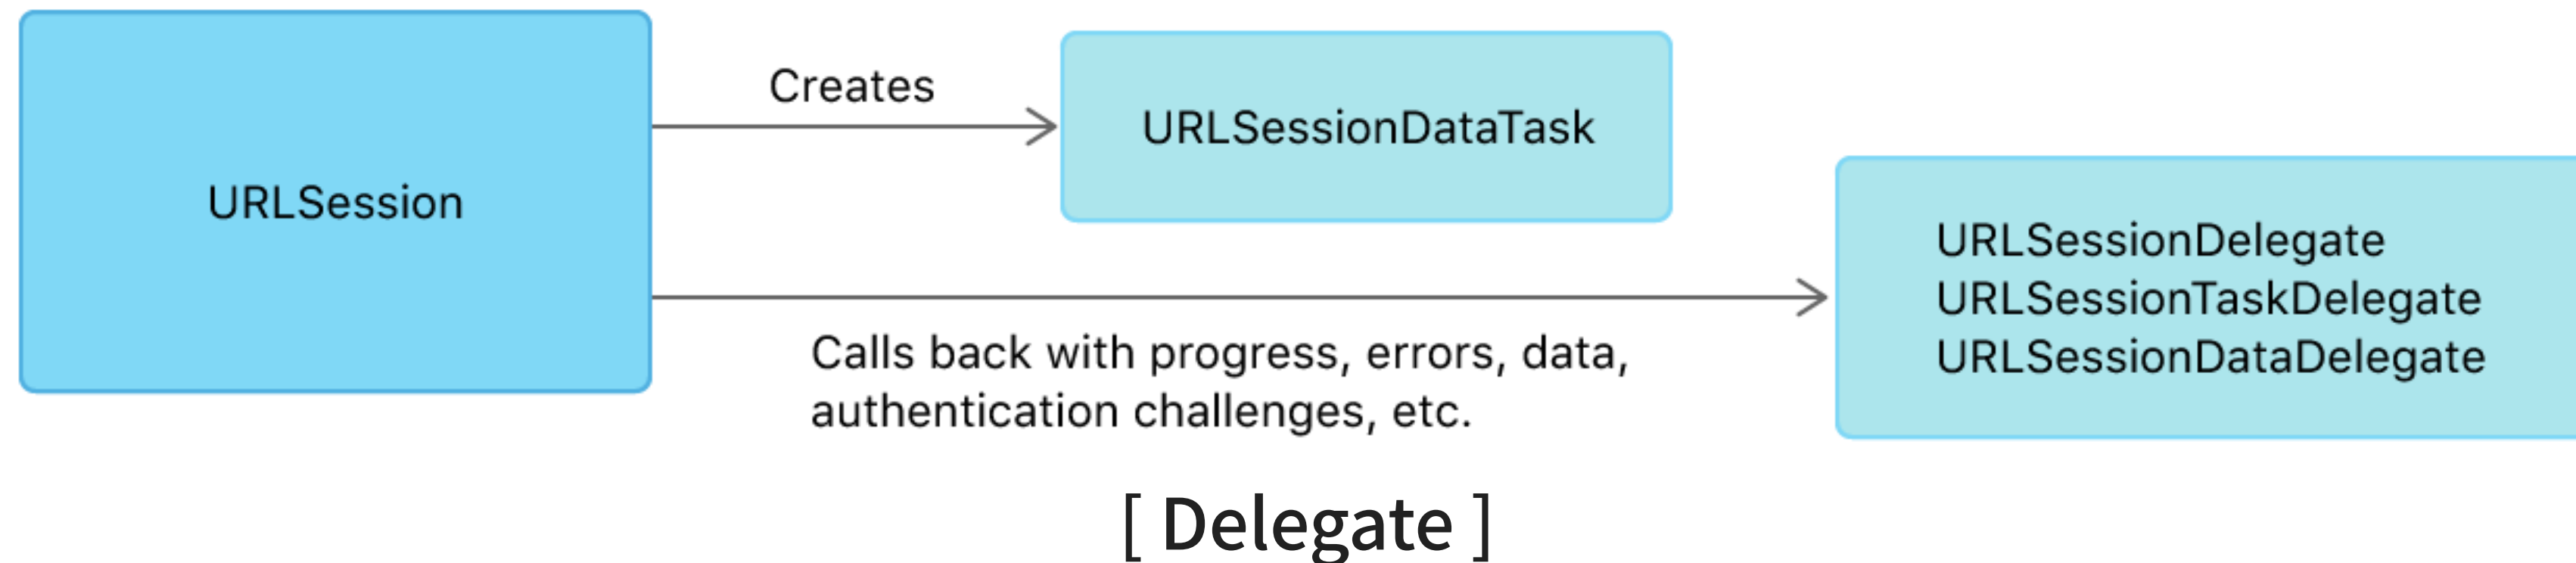 URLSession
Creates
URLSessionDataTask
Calls back with progress, errors, data,
authentication challenges, etc.
URLSessionDelegate
URLSessionTaskDelegate
URLSessionDataDelegate
[ Delegate ]